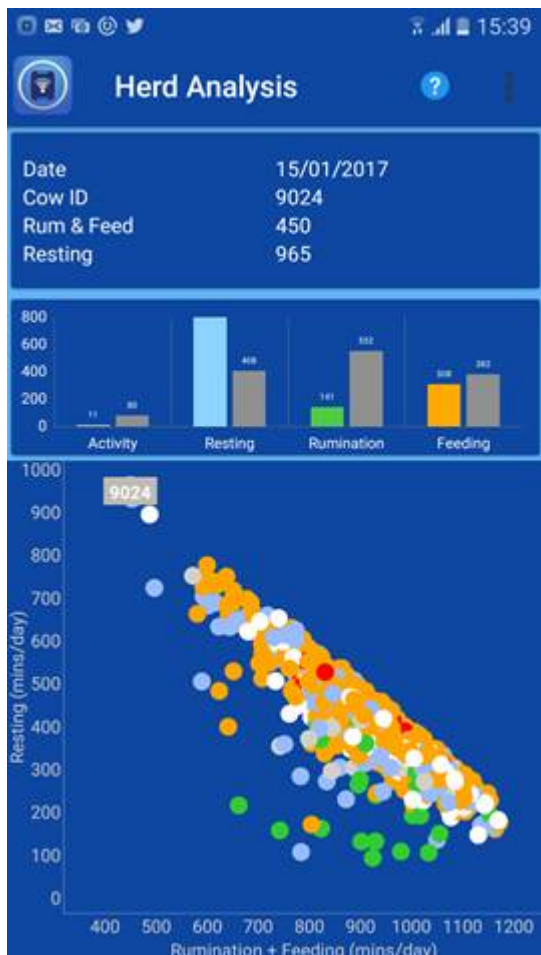 15:39
Herd Analysis
?
Date 15/01/2017
Cow ID 9024
Rum & Feed 450
Resting 965
800
600
400
200
0
11 80 408 141 552 308 382
Activity Resting Rumination Feeding
1000
900
800
700
600
500
400
300
200
100
0
9024
Resting (mins/day)
400 500 600 700 800 900 1000 1100 1200
Rumination + Feeding (mins/day)